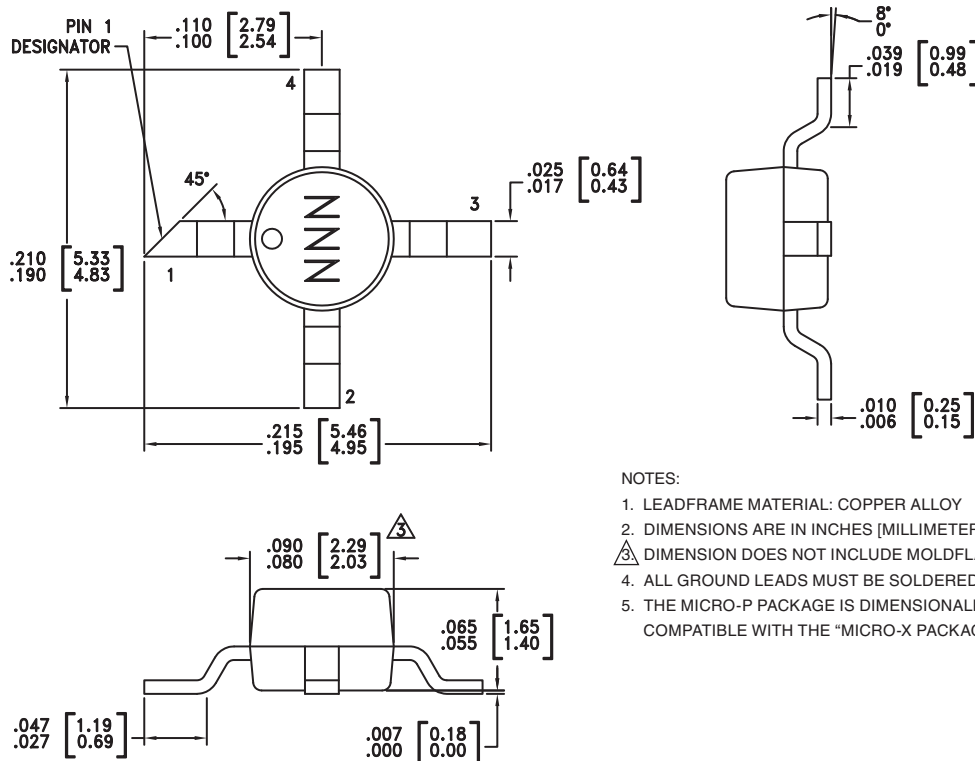 PIN 1
DESIGNATOR
.110 [2.79]
.100 [2.54]
4
45°
NNN
3
.025 [0.64]
.017 [0.43]
.210 [5.33]
.190 [4.83]
1
2
.215 [5.46]
.195 [4.95]
8°
0°
.039 [0.99]
.019 [0.48]
.010 [0.25]
.006 [0.15]
NOTES:
1. LEADFRAME MATERIAL: COPPER ALLOY
2. DIMENSIONS ARE IN INCHES [MILLIMETER
3. DIMENSION DOES NOT INCLUDE MOLDFL
4. ALL GROUND LEADS MUST BE SOLDERED
5. THE MICRO-P PACKAGE IS DIMENSIONALL
COMPATIBLE WITH THE “MICRO-X PACKAG
.090 [2.29]
.080 [2.03]
3
.065 [1.65]
.055 [1.40]
.047 [1.19]
.027 [0.69]
.007 [0.18]
.000 [0.00]